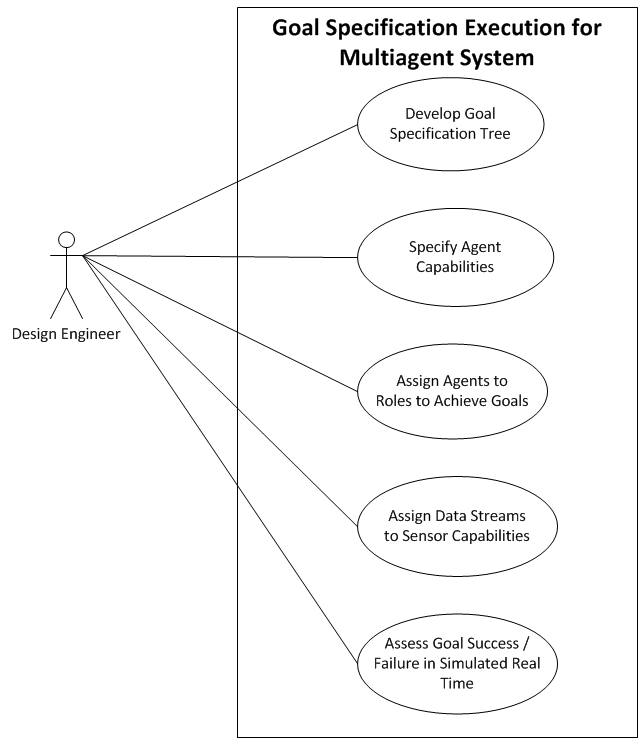 Goal Specification Execution for
Multiagent System
Develop Goal
Specification Tree
Specify Agent
Capabilities
Design Engineer
Assign Agents to
Roles to Achieve Goals
Assign Data Streams
to Sensor Capabilities
Assess Goal Success /
Failure in Simulated Real
Time